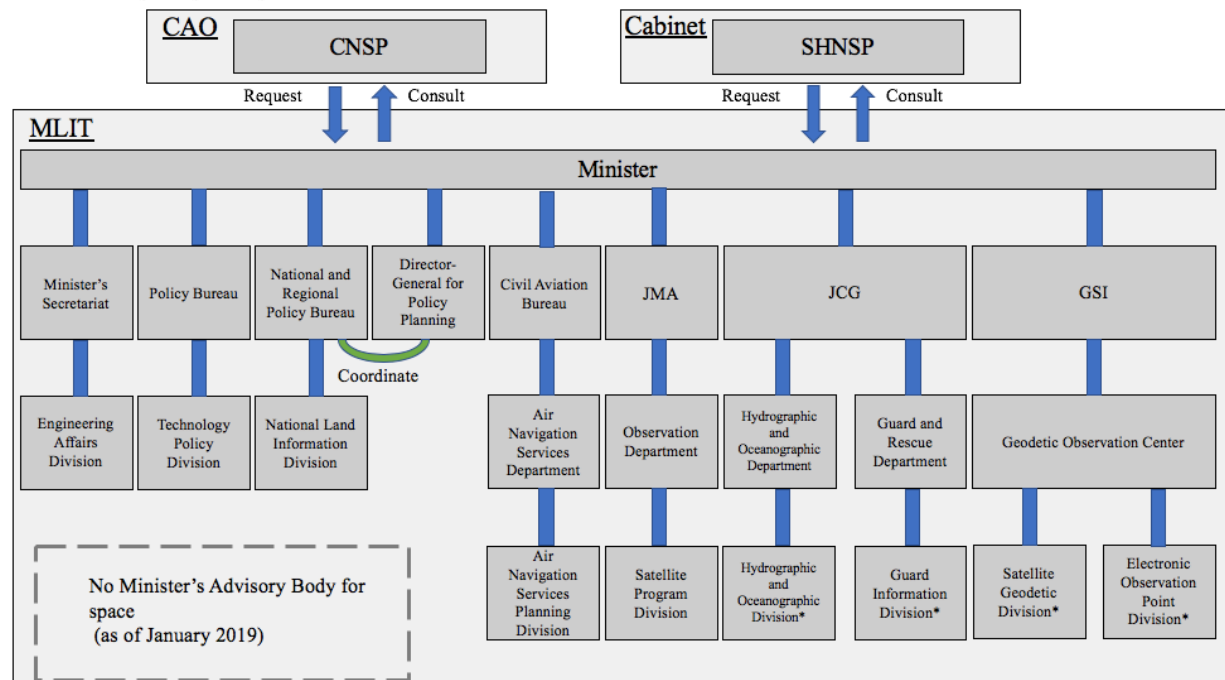 CAO
CNSP
Cabinet
SHNSP
Request
Consult
Request
Consult
MLIT
Minister
Minister’s
Secretariat
Policy Bureau
National and
Regional
Policy Bureau
Director-
General for
Policy
Planning
Civil Aviation
Bureau
JMA
JCG
GSI
Coordinate
Engineering
Affairs
Division
Technology
Policy
Division
National Land
Information
Division
Air
Navigation
Services
Department
Observation
Department
Hydrographic
and
Oceanographic
Department
Guard and
Rescue
Department
Geodetic Observation Center
Air
Navigation
Services
Planning
Division
Satellite
Program
Division
Hydrographic
and
Oceanographic
Division*
Guard
Information
Division*
Satellite
Geodetic
Division*
Electronic
Observation
Point
Division*
No Minister’s Advisory Body for
space
(as of January 2019)